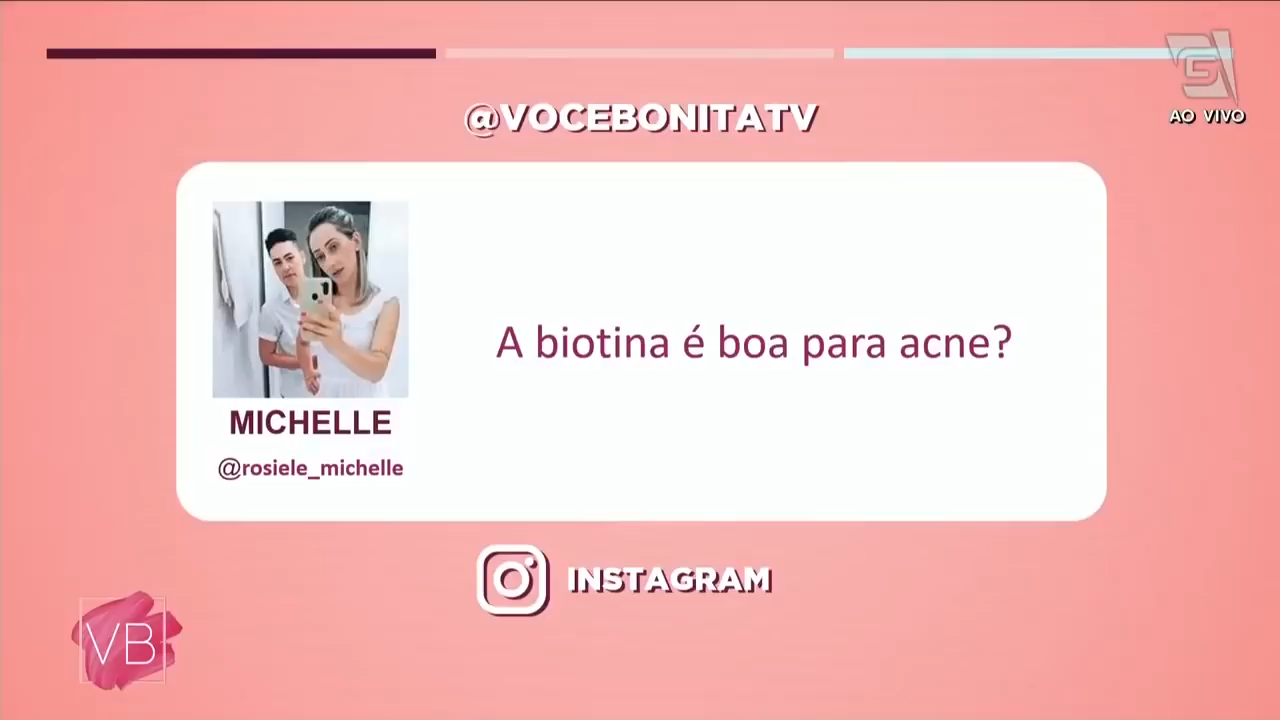 @VOCEBONITATV
AO VIVO
A biotina é boa para acne?
MICHELLE
@rosiele_michelle
INSTAGRAM
VB